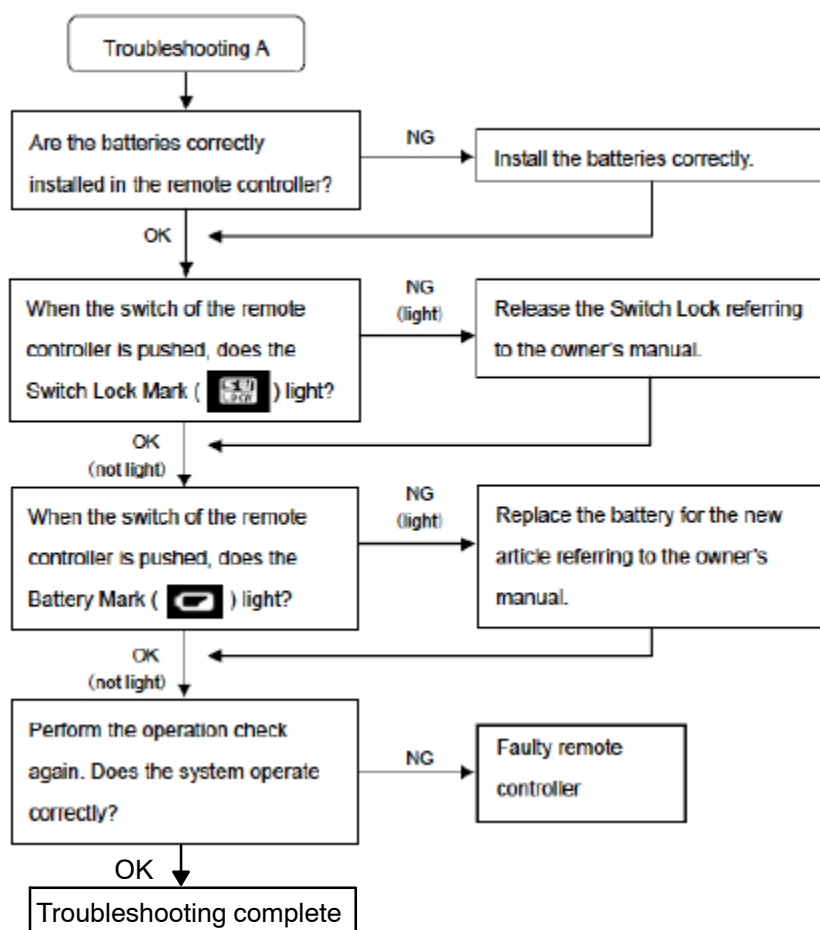 Troubleshooting A
Are the batteries correctly
installed in the remote controller?
NG
Install the batteries correctly.
OK
When the switch of the remote
controller is pushed, does the
Switch Lock Mark ( LOCK ) light?
NG
(light)
Release the Switch Lock referring
to the owner's manual.
OK
(not light)
When the switch of the remote
controller is pushed, does the
Battery Mark ( ) light?
NG
(light)
Replace the battery for the new
article referring to the owner's
manual.
OK
(not light)
Perform the operation check
again. Does the system operate
correctly?
NG
Faulty remote
controller
OK
Troubleshooting complete